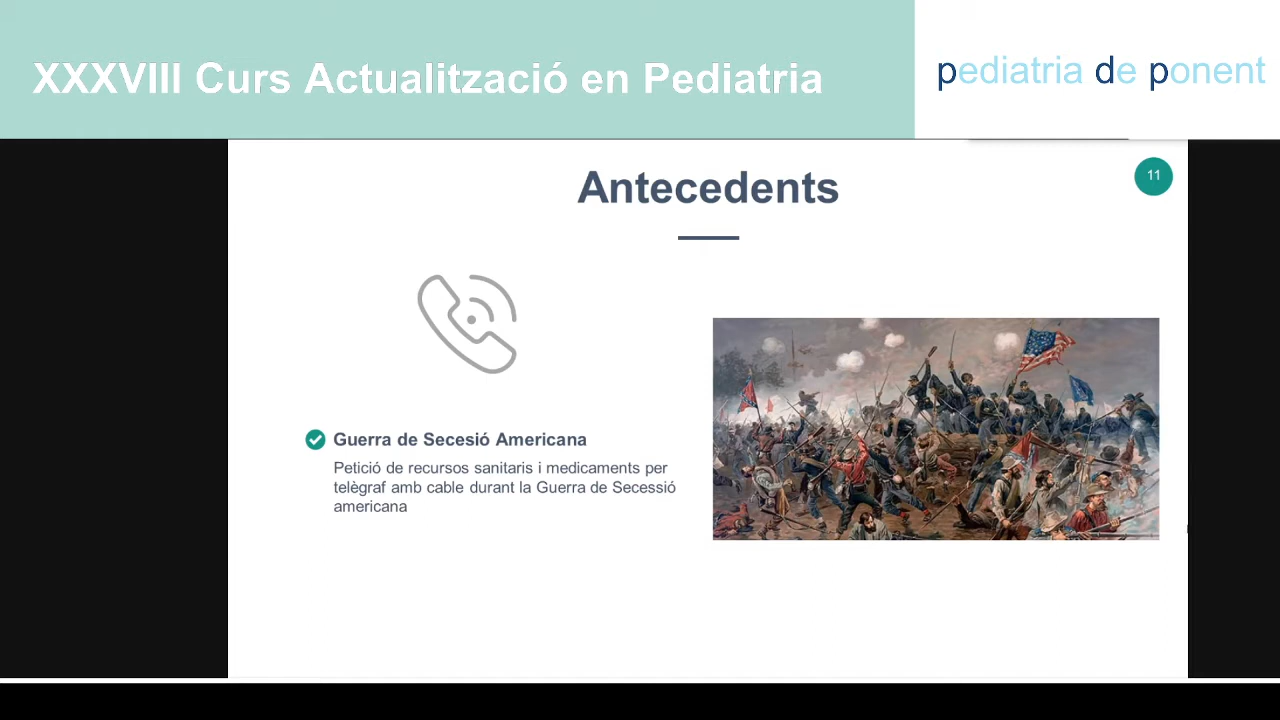 XXXVIII Curs Actualització en Pediatria
pediatria de ponent
Antecedents
11
Guerra de Secesió Americana
Petició de recursos sanitaris i medicaments per
telègraf amb cable durant la Guerra de Secessió
americana